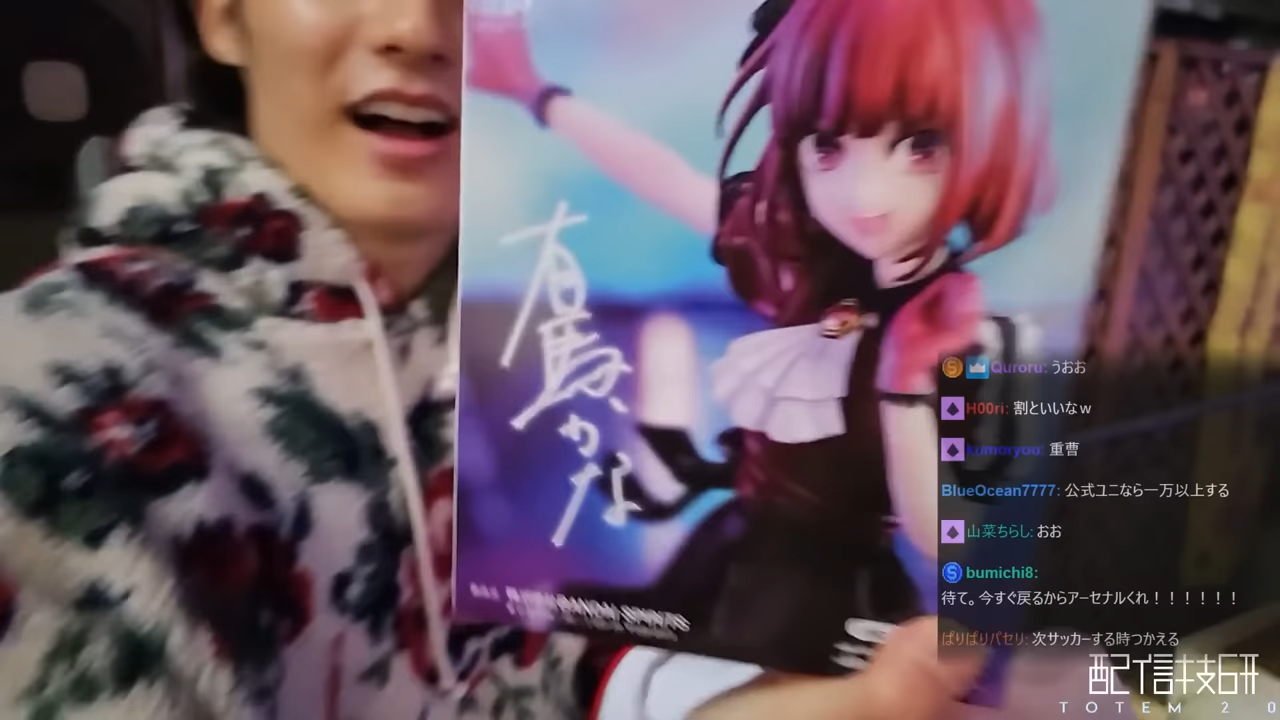 有馬かな
BANDAI SPIRITS
Quroru: うおお
H00ri: 割といいなｗ
kumoryou: 重曹
BlueOcean7777: 公式ユニなら一万以上する
山菜ちらし: おお
bumichi8:
待て。今すぐ戻るからアーセナルくれ！！！！！！
ぱりぱりパセリ: 次サッカーする時つかえる
配信技研
TOTEM 2 0